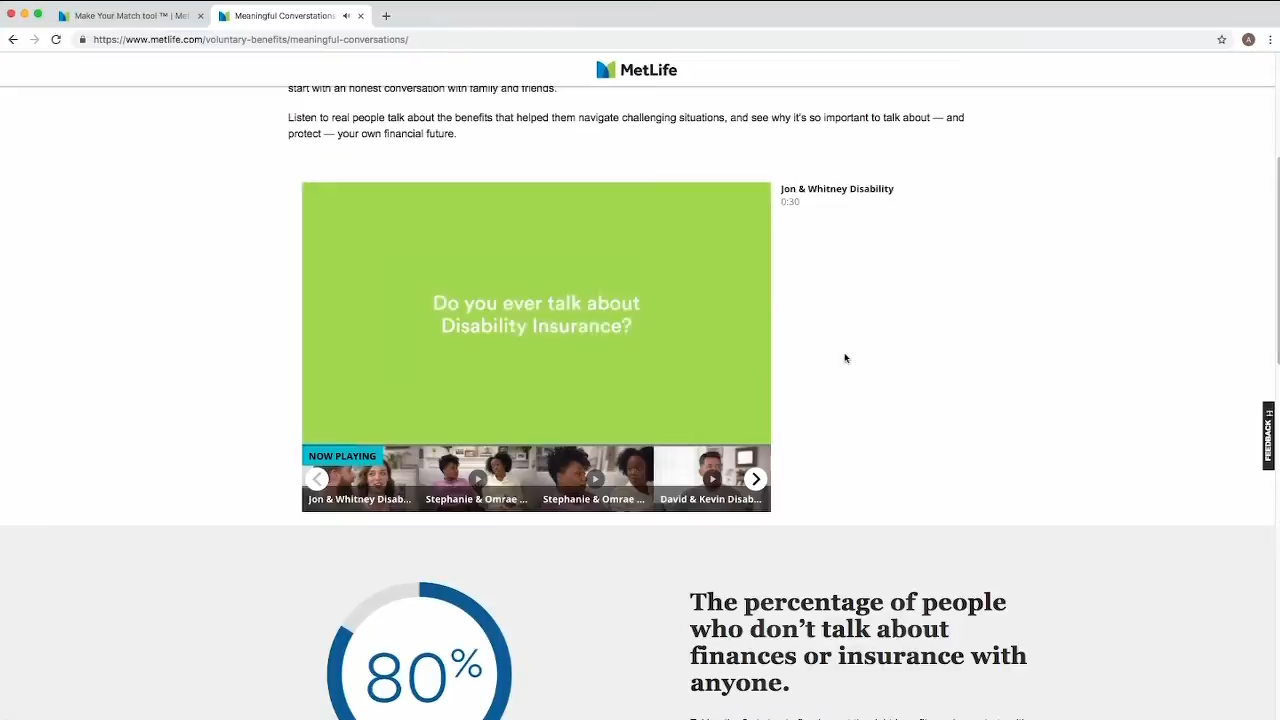 Make Your Match tool ™ | Met
Meaningful Converstations
https://www.metlife.com/voluntary-benefits/meaningful-conversations/
A
MetLife
start with an honest conversation with family and friends.
Listen to real people talk about the benefits that helped them navigate challenging situations, and see why it's so important to talk about — and
protect — your own financial future.
Do you ever talk about
Disability Insurance?
Jon & Whitney Disability
0:30
NOW PLAYING
Jon & Whitney Disab...
Stephanie & Omrae ...
Stephanie & Omrae ...
David & Kevin Disab...
FEEDBACK
80%
The percentage of people
who don't talk about
finances or insurance with
anyone.